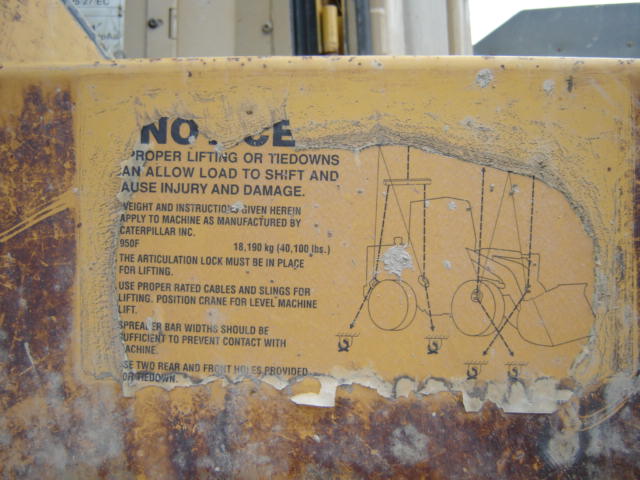 5 27 EC
NOTICE
PROPER LIFTING OR TIEDOWNS
AN ALLOW LOAD TO SHIFT AND
AUSE INJURY AND DAMAGE.
WEIGHT AND INSTRUCTIONS GIVEN HEREIN
APPLY TO MACHINE AS MANUFACTURED BY
CATERPILLAR INC.
950F 18,190 kg (40,100 lbs.)
THE ARTICULATION LOCK MUST BE IN PLACE
FOR LIFTING.
USE PROPER RATED CABLES AND SLINGS FOR
LIFTING. POSITION CRANE FOR LEVEL MACHINE
LIFT.
SPREADER BAR WIDTHS SHOULD BE
SUFFICIENT TO PREVENT CONTACT WITH
MACHINE.
SE TWO REAR AND FRONT HOLES PROVIDED
OR TIEDOWN.